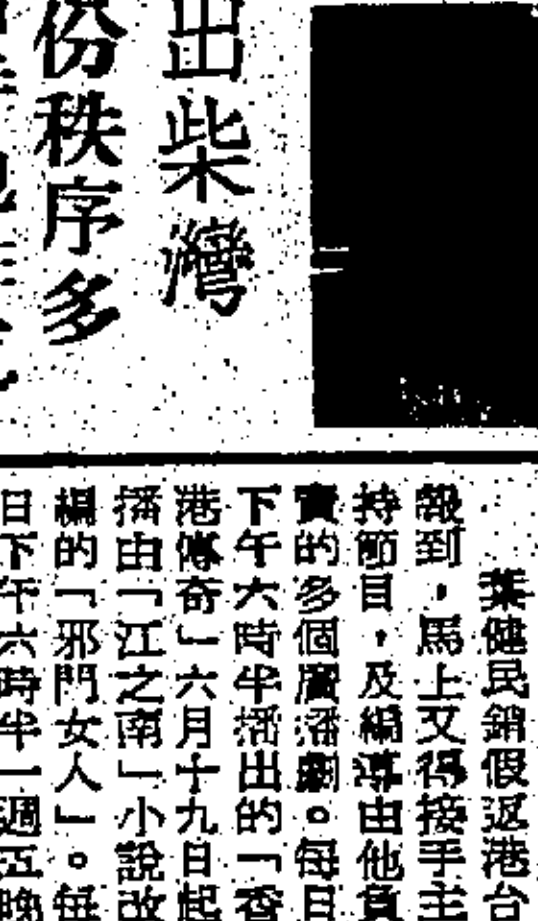 出柴灣
份秩序多
葉健民銷假返港台
報到，馬上又得接手主
持節目，及編導由他負
責的多個廣播劇。每日
下午六時半播出的「香
港傳奇」六月十九日起
播由「江之南」小說改
編的「邪門女人」。每
日下午六時半一週五晚